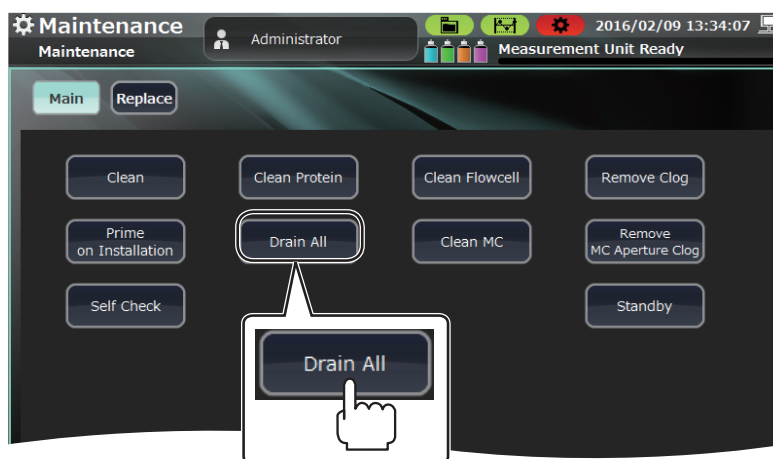 Maintenance
Maintenance
Administrator
2016/02/09 13:34:07
Measurement Unit Ready
Main
Replace
Clean
Clean Protein
Clean Flowcell
Remove Clog
Prime
on Installation
Drain All
Clean MC
Remove
MC Aperture Clog
Self Check
Standby
Drain All